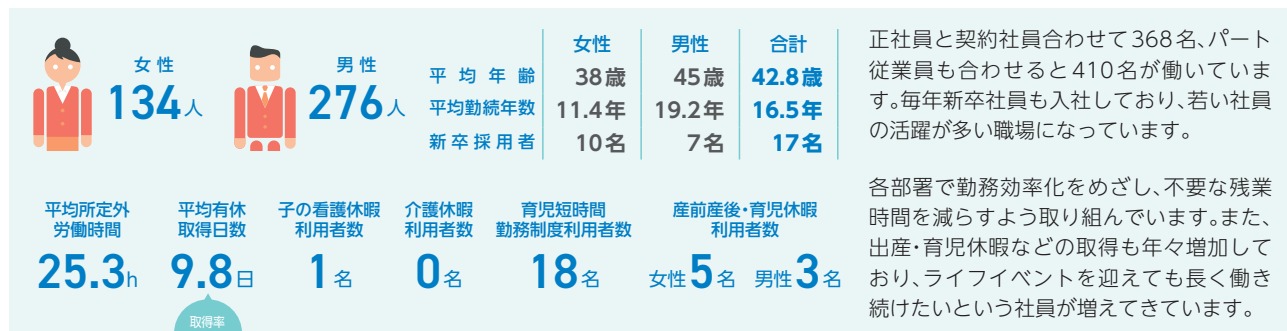 女性
134人
男性
276人
女性 男性 合計
平均年齢 38歳 45歳 42.8歳
平均勤続年数 11.4年 19.2年 16.5年
新卒採用者 10名 7名 17名
正社員と契約社員合わせて368名、パート
従業員も合わせると410名が働いていま
す。毎年新卒社員も入社しており、若い社員
の活躍が多い職場になっています。
各部署で勤務効率化をめざし、不要な残業
時間を減らすよう取り組んでいます。また、
出産・育児休暇などの取得も年々増加して
おり、ライフイベントを迎えても長く働き
続けたいという社員が増えてきています。
平均所定外
労働時間
25.3h
平均有休
取得日数
9.8日
取得率
子の看護休暇
利用者数
1名
介護休暇
利用者数
0名
育児短時間
勤務制度利用者数
18名
産前産後・育児休暇
利用者数
女性5名 男性3名